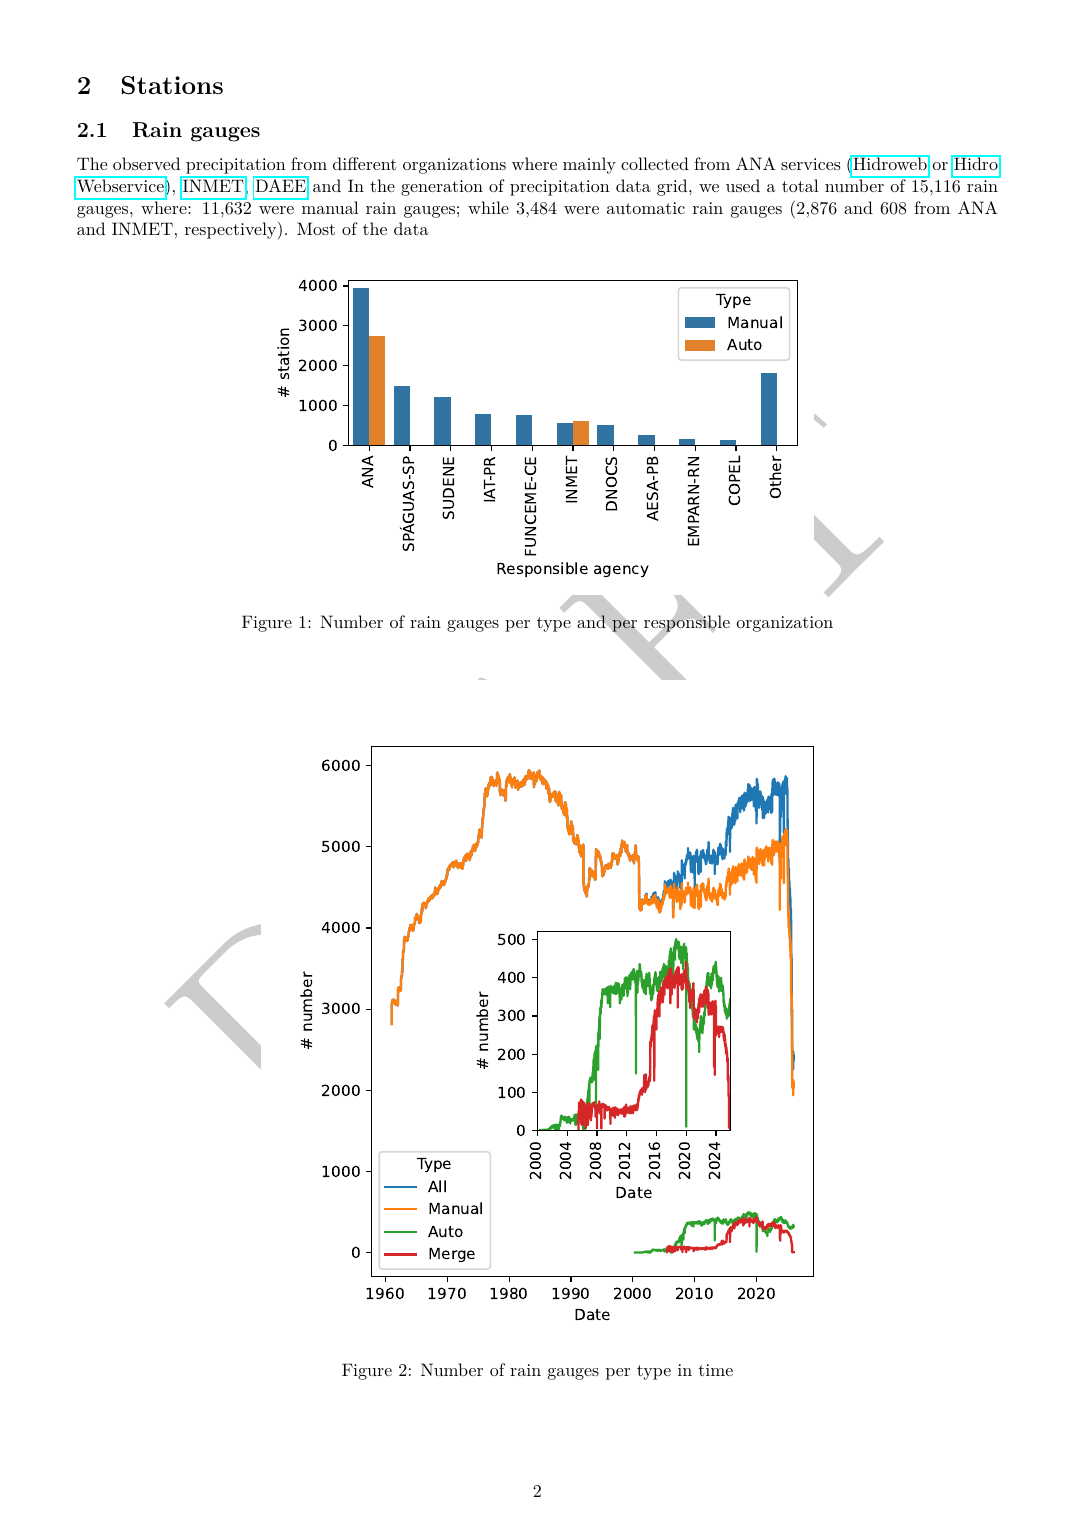 2 Stations
2.1 Rain gauges
The observed precipitation from different organizations where mainly collected from ANA services (Hidroweb or Hidro
Webservice), INMET, DAEE and In the generation of precipitation data grid, we used a total number of 15,116 rain
gauges, where: 11,632 were manual rain gauges; while 3,484 were automatic rain gauges (2,876 and 608 from ANA
and INMET, respectively). Most of the data
4000
3000
2000
1000
0
# station
Type
Manual
Auto
ANA
SPÁGUAS-SP
SUDENE
IAT-PR
FUNCEME-CE
INMET
DNOCS
AESA-PB
EMPARN-RN
COPEL
Other
Responsible agency
Figure 1: Number of rain gauges per type and per responsible organization
6000
5000
4000
3000
2000
1000
0
# number
500
400
300
200
100
0
# number
2000
2004
2008
2012
2016
2020
2024
Date
Type
All
Manual
Auto
Merge
1960 1970 1980 1990 2000 2010 2020
Date
Figure 2: Number of rain gauges per type in time
2